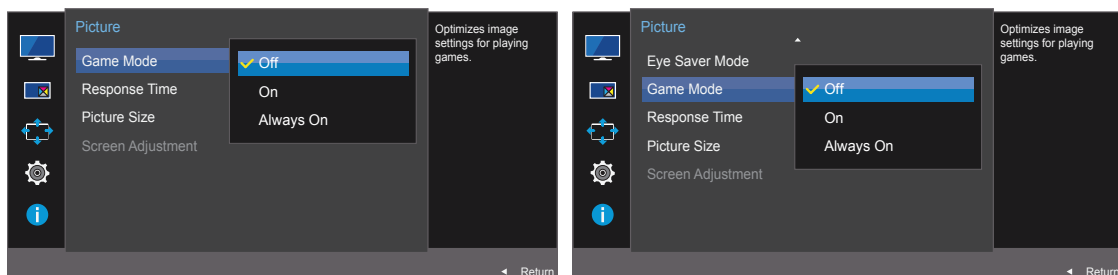 Picture
Game Mode
Response Time
Picture Size
Screen Adjustment
Off
On
Always On
Optimizes image
settings for playing
games.
Return
Picture
Eye Saver Mode
Game Mode
Response Time
Picture Size
Screen Adjustment
Off
On
Always On
Optimizes image
settings for playing
games.
Return